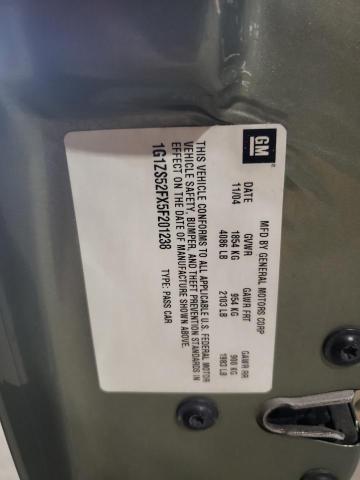 GM
MFD BY GENERAL MOTORS CORP
DATE GVWR GAWR FRT GAWR RR
11/04 1854 KG 954 KG 900 KG
4086 LB 2103 LB 1983 LB
THIS VEHICLE CONFORMS TO ALL APPLICABLE U.S. FEDERAL MOTOR
VEHICLE SAFETY, BUMPER, AND THEFT PREVENTION STANDARDS IN
EFFECT ON THE DATE OF MANUFACTURE SHOWN ABOVE.
1G1ZS52FX5F201238 TYPE: PASS CAR